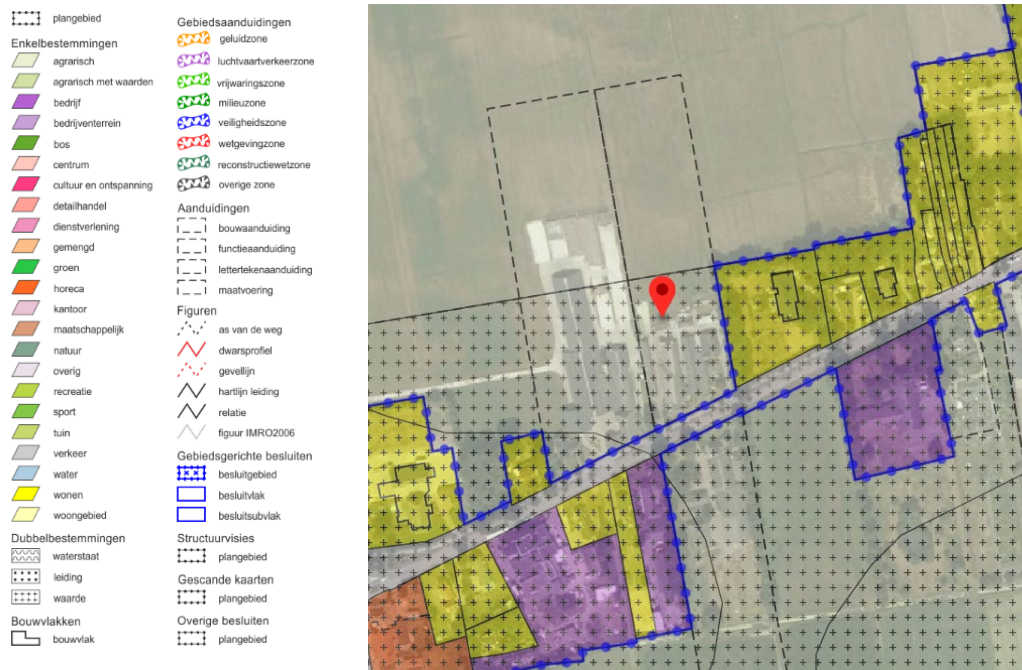 plangebied
Enkelbestemmingen
agrarisch
agrarisch met waarden
bedrijf
bedrijventerrein
bos
centrum
cultuur en ontspanning
detailhandel
dienstverlening
gemengd
groen
horeca
kantoor
maatschappelijk
natuur
overig
recreatie
sport
tuin
verkeer
water
wonen
woongebied
Dubbelbestemmingen
waterstaat
leiding
waarde
Bouwvlakken
bouwvlak
Gebiedsaanduidingen
geluidzone
luchtvaartverkeerzone
vrijwaringszone
milieuzone
veiligheidszone
wetgevingzone
reconstructiewetzone
overige zone
Aanduidingen
bouwaanduiding
functieaanduiding
lettertekenaanduiding
maatvoering
Figuren
as van de weg
dwarsprofiel
gevellijn
hartlijn leiding
relatie
figuur IMRO2006
Gebiedsgerichte besluiten
besluitgebied
besluitvlak
besluitsubvlak
Structuurvisies
plangebied
Gescande kaarten
plangebied
Overige besluiten
plangebied